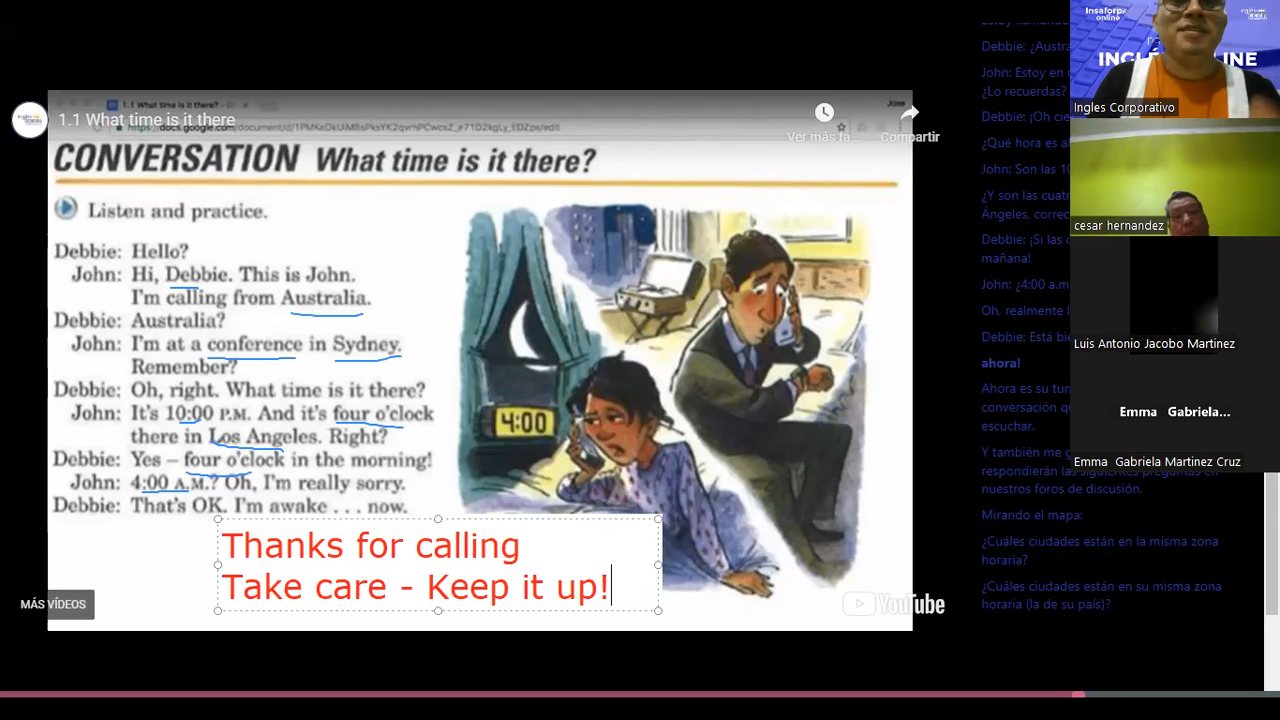 Insaforp
online
INGLÉS ONLINE
Ingles Corporativo
cesar hernandez
Luis Antonio Jacobo Martinez
Emma Gabriela...
Emma Gabriela Martinez Cruz
1.1 What time is it there
Jose
Ver más ta...
Compartir
CONVERSATION What time is it there?
Listen and practice.
Debbie: Hello?
John: Hi, Debbie. This is John.
I'm calling from Australia.
Debbie: Australia?
John: I'm at a conference in Sydney.
Remember?
Debbie: Oh, right. What time is it there?
John: It's 10:00 P.M. And it's four o'clock
there in Los Angeles. Right?
Debbie: Yes – four o'clock in the morning!
John: 4:00 A.M.? Oh, I'm really sorry.
Debbie: That's OK. I'm awake . . . now.
4:00
Thanks for calling
Take care - Keep it up!
MÁS VÍDEOS
YouTube
Debbie: ¿Austra
John: Estoy en
¿Lo recuerdas?
Debbie: ¡Oh cie
¿Qué hora es a
John: Son las 10
¿Y son las cuat
Ángeles, correc
Debbie: ¡Si las
mañana!
John: ¿4:00 a.m
Oh, realmente l
Debbie: Está bi
ahora!
Ahora es su tur
conversación qu
escuchar.
Y también me g
responderán las siguientes preguntas en
nuestros foros de discusión.
Mirando el mapa:
¿Cuáles ciudades están en la misma zona
horaria?
¿Cuáles ciudades están en su misma zona
horaria (la de su país)?